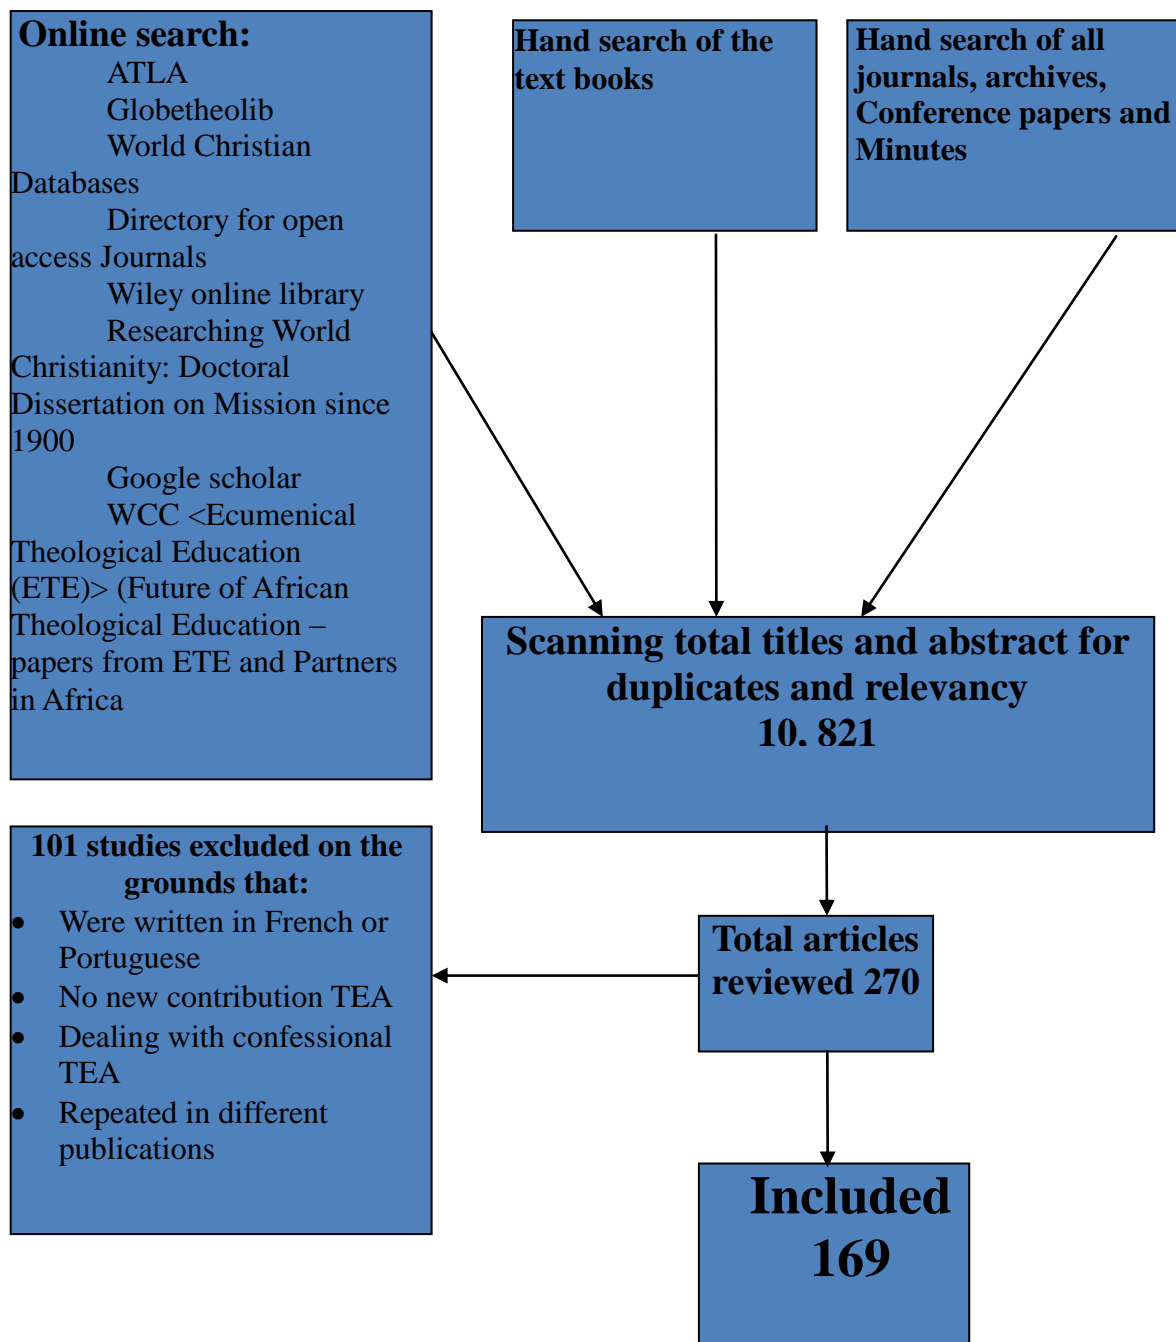 Online search:
ATLA
Globetheolib
World Christian
Databases
Directory for open
access Journals
Wiley online library
Researching World
Christianity: Doctoral
Dissertation on Mission since
1900
Google scholar
WCC <Ecumenical
Theological Education
(ETE)> (Future of African
Theological Education –
papers from ETE and Partners
in Africa
Hand search of the
text books
Hand search of all
journals, archives,
Conference papers and
Minutes
Scanning total titles and abstract for
duplicates and relevancy
10, 821
101 studies excluded on the
grounds that:
• Were written in French or
Portuguese
• No new contribution TEA
• Dealing with confessional
TEA
• Repeated in different
publications
Total articles
reviewed 270
Included
169